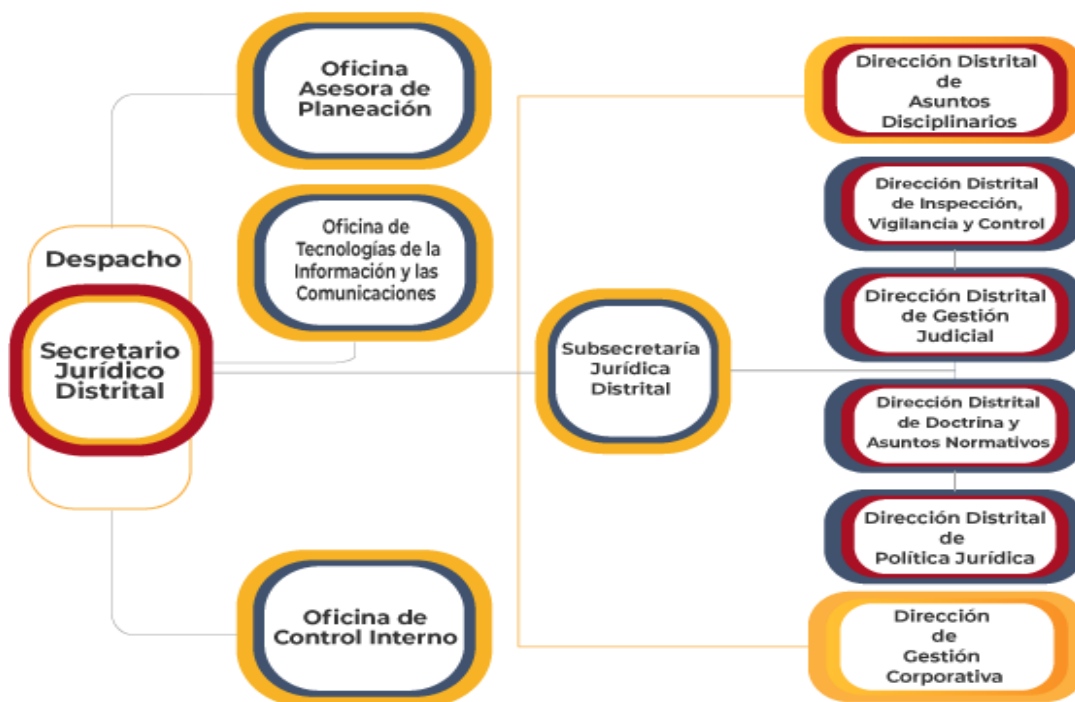 Despacho
Secretario
Jurídico
Distrital
Oficina
Asesora de
Planeación
Oficina de
Tecnologías de la
Información y las
Comunicaciones
Oficina de
Control Interno
Subsecretaría
Jurídica
Distrital
Dirección Distrital
de
Asuntos
Disciplinarios
Dirección Distrital
de Inspección,
Vigilancia y Control
Dirección Distrital
de Gestión
Judicial
Dirección Distrital
de Doctrina y
Asuntos Normativos
Dirección Distrital
de
Política Jurídica
Dirección
de
Gestión
Corporativa